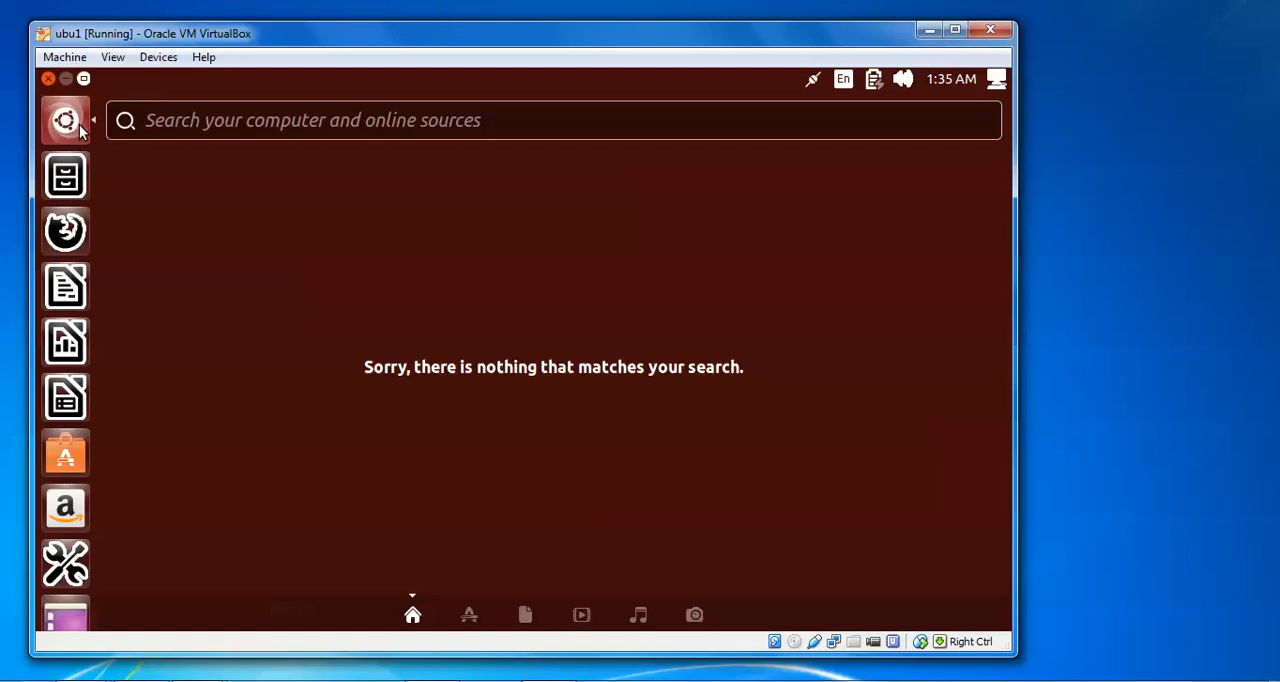 ubu1 [Running] - Oracle VM VirtualBox
Machine View Devices Help
En 1:35 AM
Search your computer and online sources
Sorry, there is nothing that matches your search.
a
Right Ctrl